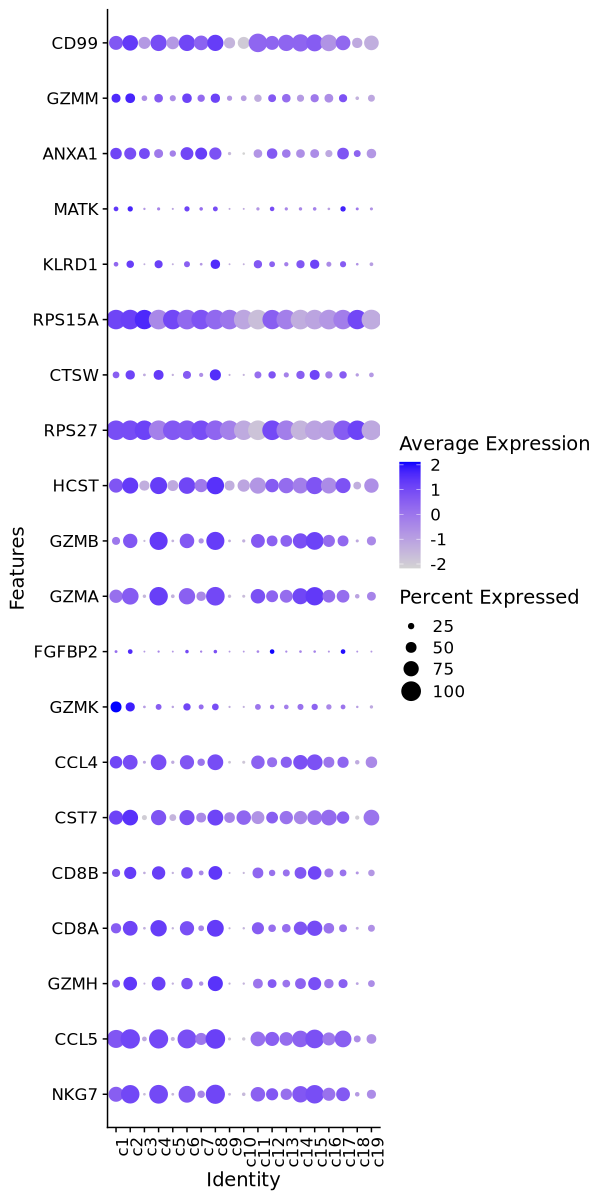 CD99
GZMM
ANXA1
MATK
KLRD1
RPS15A
CTSW
RPS27
HCST
GZMB
GZMA
FGFBP2
GZMK
CCL4
CST7
CD8B
CD8A
GZMH
CCL5
NKG7
Features
c1
c2
c3
c4
c5
c6
c7
c8
c9
c10
c11
c12
c13
c14
c15
c16
c17
c18
c19
Identity
Average Expression
2
1
0
-1
-2
Percent Expressed
25
50
75
100